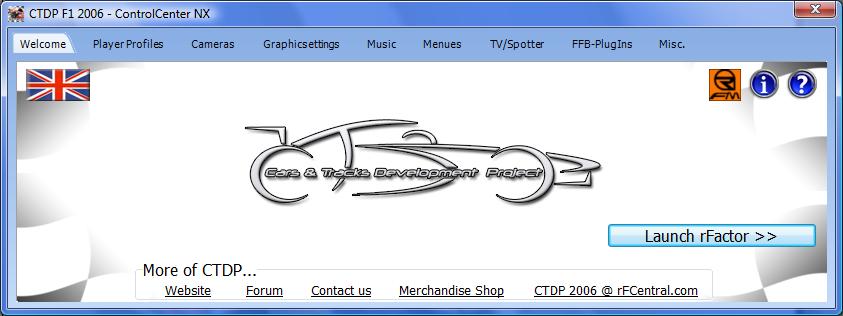 CTDP F1 2006 - ControlCenter NX
Welcome Player Profiles Cameras Graphicsettings Music Menues TV/Spotter FFB-PlugIns Misc.
FM
Cars & Tracks Development Project
Launch rFactor >>
More of CTDP...
Website Forum Contact us Merchandise Shop CTDP 2006 @ rFCentral.com